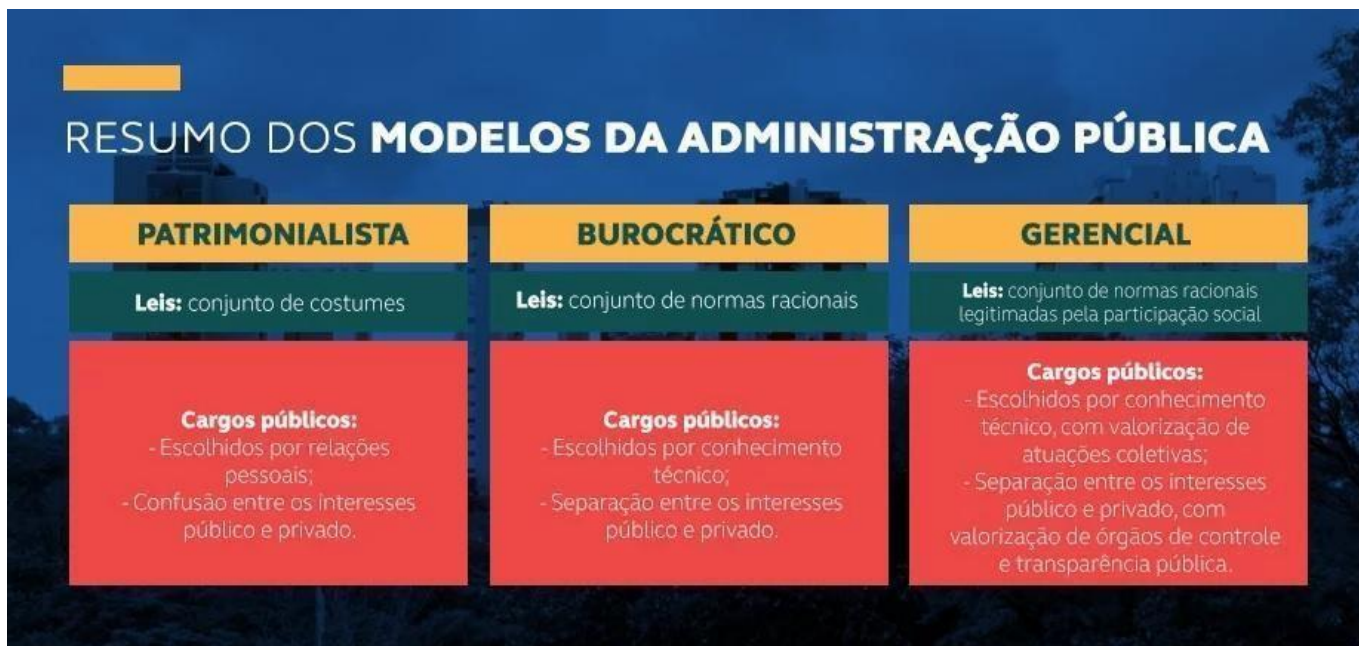 RESUMO DOS MODELOS DA ADMINISTRAÇÃO PÚBLICA
PATRIMONIALISTA
Leis: conjunto de costumes
Cargos públicos:
- Escolhidos por relações
pessoais;
- Confusão entre os interesses
público e privado.
BUROCRÁTICO
Leis: conjunto de normas racionais
Cargos públicos:
- Escolhidos por conhecimento
técnico;
- Separação entre os interesses
público e privado.
GERENCIAL
Leis: conjunto de normas racionais
legitimadas pela participação social
Cargos públicos:
- Escolhidos por conhecimento
técnico, com valorização de
atuações coletivas;
- Separação entre os interesses
público e privado, com
valorização de órgãos de controle
e transparência pública.